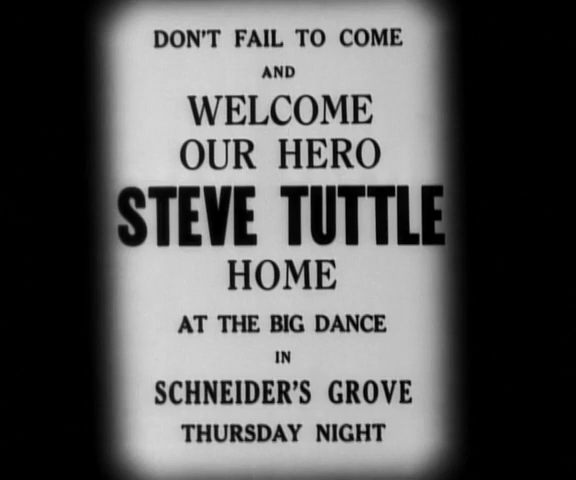 DON'T FAIL TO COME
AND
WELCOME
OUR HERO
STEVE TUTTLE
HOME
AT THE BIG DANCE
IN
SCHNEIDER'S GROVE
THURSDAY NIGHT